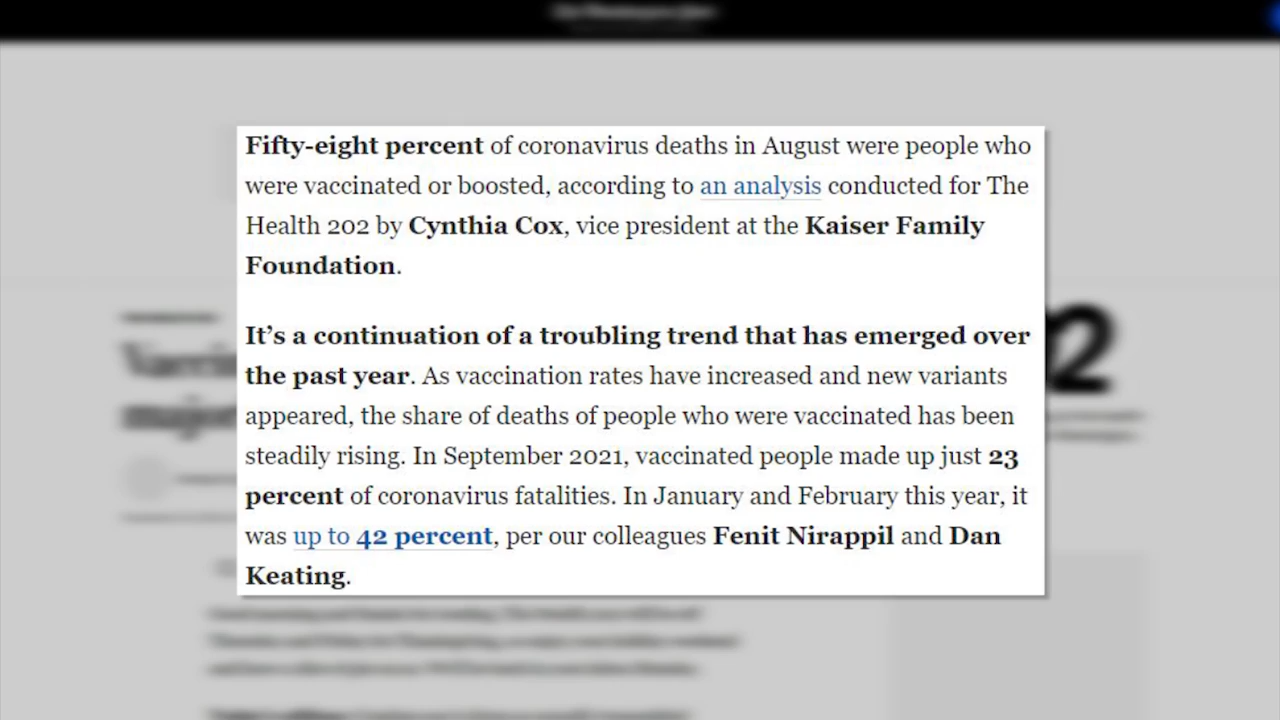 Fifty-eight percent of coronavirus deaths in August were people who
were vaccinated or boosted, according to an analysis conducted for The
Health 202 by Cynthia Cox, vice president at the Kaiser Family
Foundation.
It’s a continuation of a troubling trend that has emerged over
the past year. As vaccination rates have increased and new variants
appeared, the share of deaths of people who were vaccinated has been
steadily rising. In September 2021, vaccinated people made up just 23
percent of coronavirus fatalities. In January and February this year, it
was up to 42 percent, per our colleagues Fenit Nirappil and Dan
Keating.